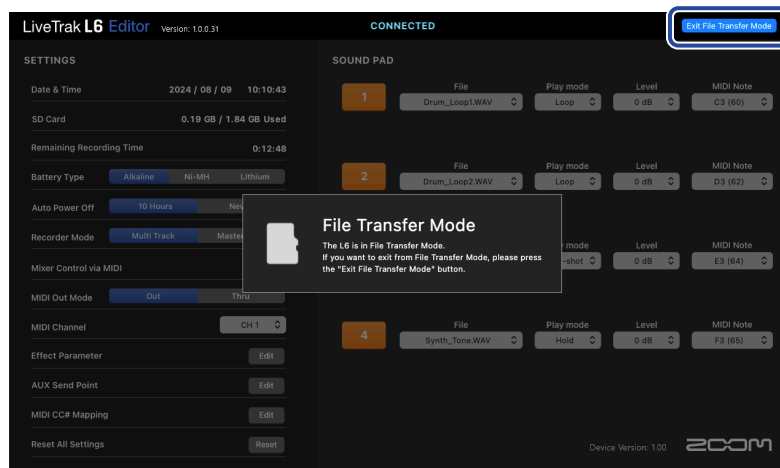 LiveTrak L6 Editor Version: 1.0.0.31 CONNECTED Exit File Transfer Mode
SETTINGS
Date & Time 2024 / 08 / 09 10:10:43
SD Card 0.19 GB / 1.84 GB Used
Remaining Recording Time 0:12:48
Battery Type Alkaline Ni-MH Lithium
Auto Power Off 10 Hours
Recorder Mode Multi Track
Mixer Control via MIDI
MIDI Out Mode Out Thru
MIDI Channel CH 1
Effect Parameter Edit
AUX Send Point Edit
MIDI CC# Mapping Edit
Reset All Settings Reset
SOUND PAD
File Play mode Level MIDI Note
1 Drum_Loop1.WAV Loop 0 dB C3 (60)
File Play mode Level MIDI Note
2 Drum_Loop2.WAV Loop 0 dB D3 (62)
mode Level MIDI Note
-shot 0 dB E3 (64)
File Play mode Level MIDI Note
4 Synth_Tone.WAV Hold 0 dB F3 (65)
File Transfer Mode
The L6 is in File Transfer Mode.
If you want to exit from File Transfer Mode, please press
the "Exit File Transfer Mode" button.
Device Version: 1.00 ZOOM